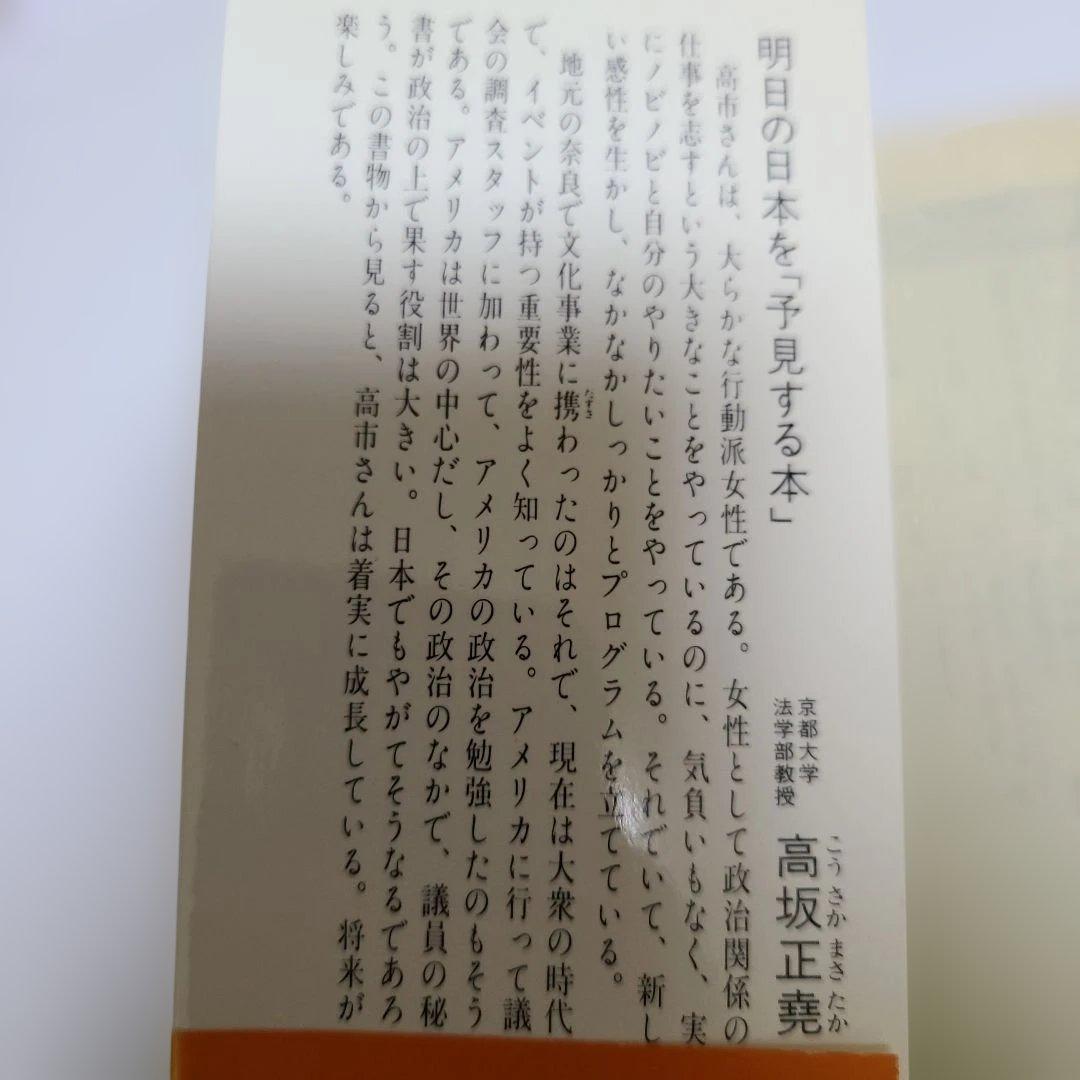 明日の日本を「予見する本」
京都大学
法学部教授
高坂正堯
こうさかまさたか
高市さんは、大らかな行動派女性である。女性として政治関係の
仕事を志すという大きなことをやっているのに、気負いもなく、実
にノビノビと自分のやりたいことをやっている。それでいて、新し
い感性を生かし、なかなかしっかりとプログラムを立てている。
地元の奈良で文化事業に携わったのはそれで、現在は大衆の時代
たずさ
で、イベントが持つ重要性をよく知っている。アメリカに行って議
会の調査スタッフに加わって、アメリカの政治を勉強したのもそう
である。アメリカは世界の中心だし、その政治のなかで、議員の秘
書が政治の上で果す役割は大きい。日本でもやがてそうなるであろ
う。この書物から見ると、高市さんは着実に成長している。将来が
楽しみである。